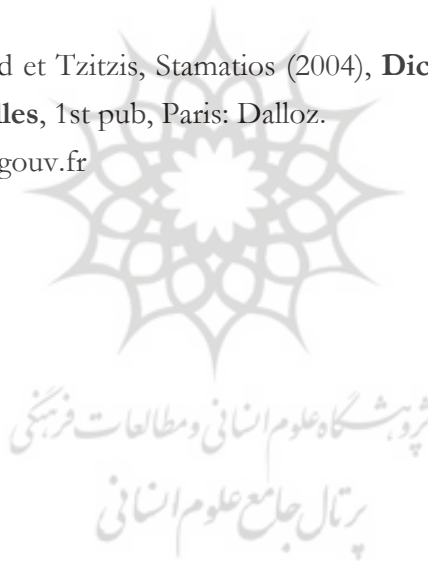 d et Tzitzis, Stamatios (2004), Dic
lles, 1st pub, Paris: Dalloz.
gouv.fr
پژوهشگاه علوم انسانی و مطالعات فرهنگی
پرتال جامع علوم انسانی